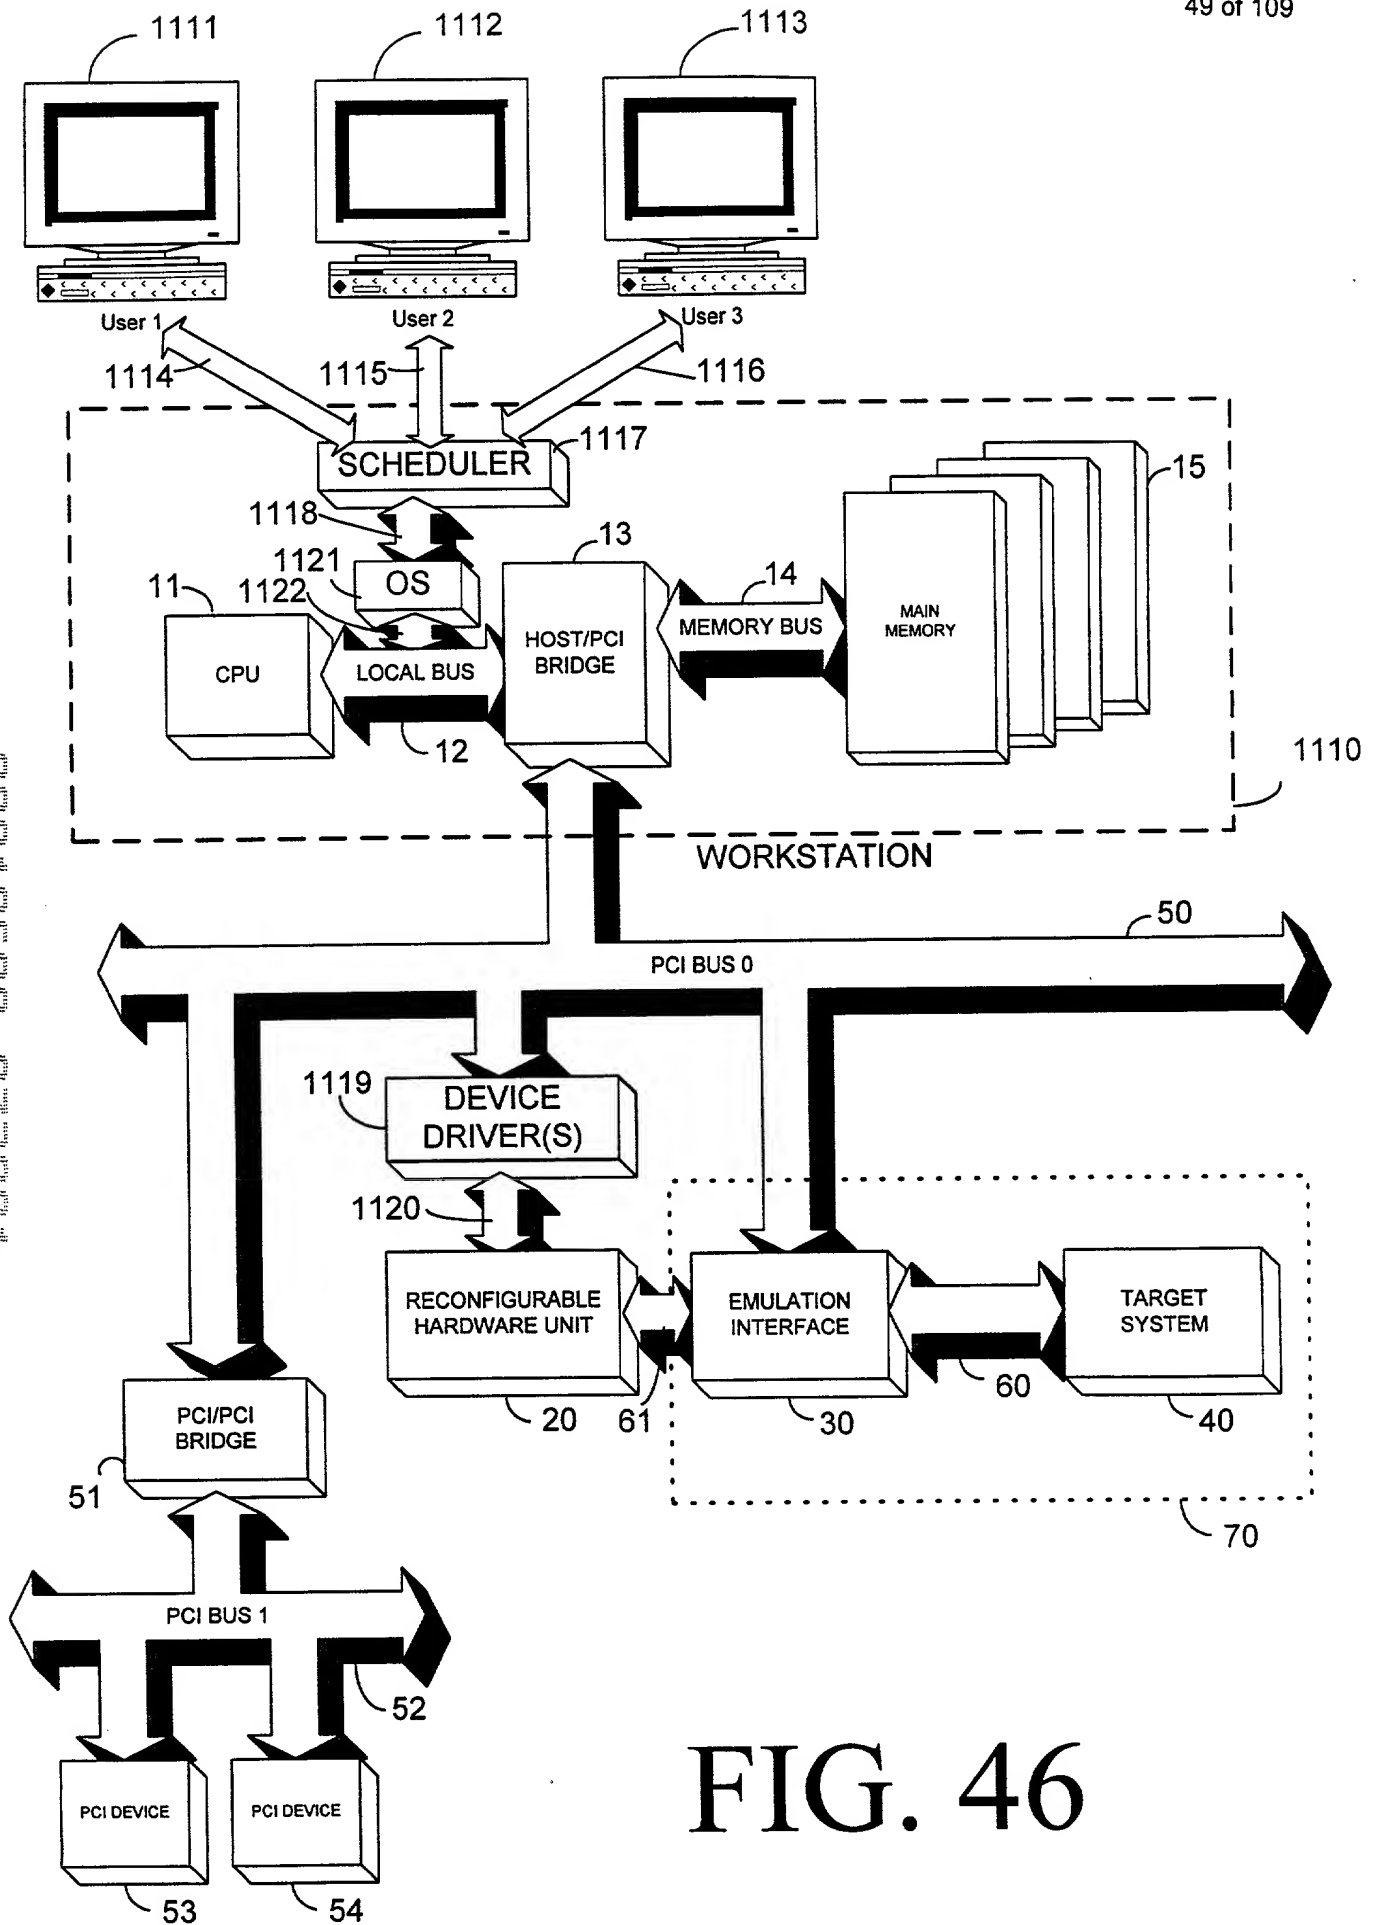 49 of 109
1111
1112
1113
User 1
User 2
User 3
1114
1115
1116
SCHEDULER
1117
1118
15
13
1121
OS
11
1122
14
MEMORY BUS
MAIN
MEMORY
HOST/PCI
BRIDGE
CPU
LOCAL BUS
12
1110
WORKSTATION
50
PCI BUS 0
1119
DEVICE
DRIVER(S)
1120
RECONFIGURABLE
HARDWARE UNIT
EMULATION
INTERFACE
TARGET
SYSTEM
60
20
61
30
40
PCI/PCI
BRIDGE
51
70
PCI BUS 1
52
PCI DEVICE
PCI DEVICE
53
54
FIG. 46